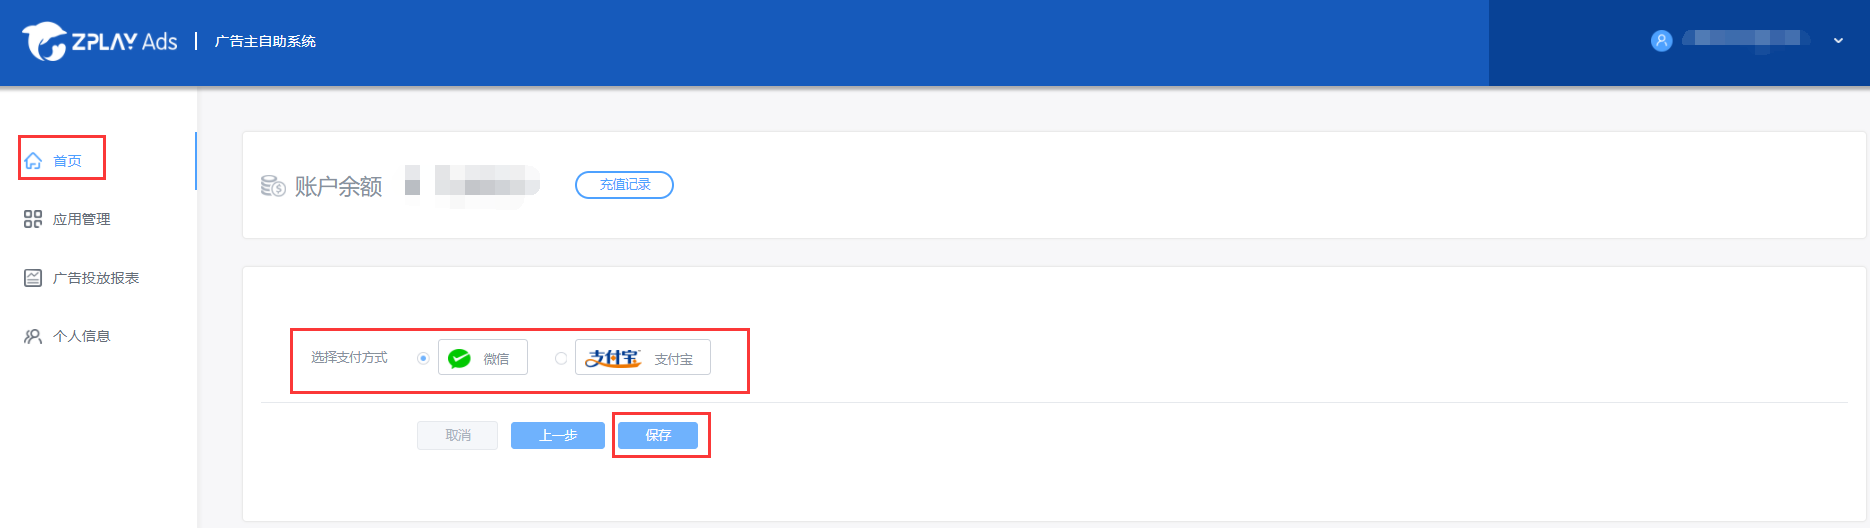 ZPLAY Ads | 广告主自助系统
首页
应用管理
广告投放报表
个人信息
账户余额 充值记录
选择支付方式 微信 支付宝 支付宝
取消 上一步 保存